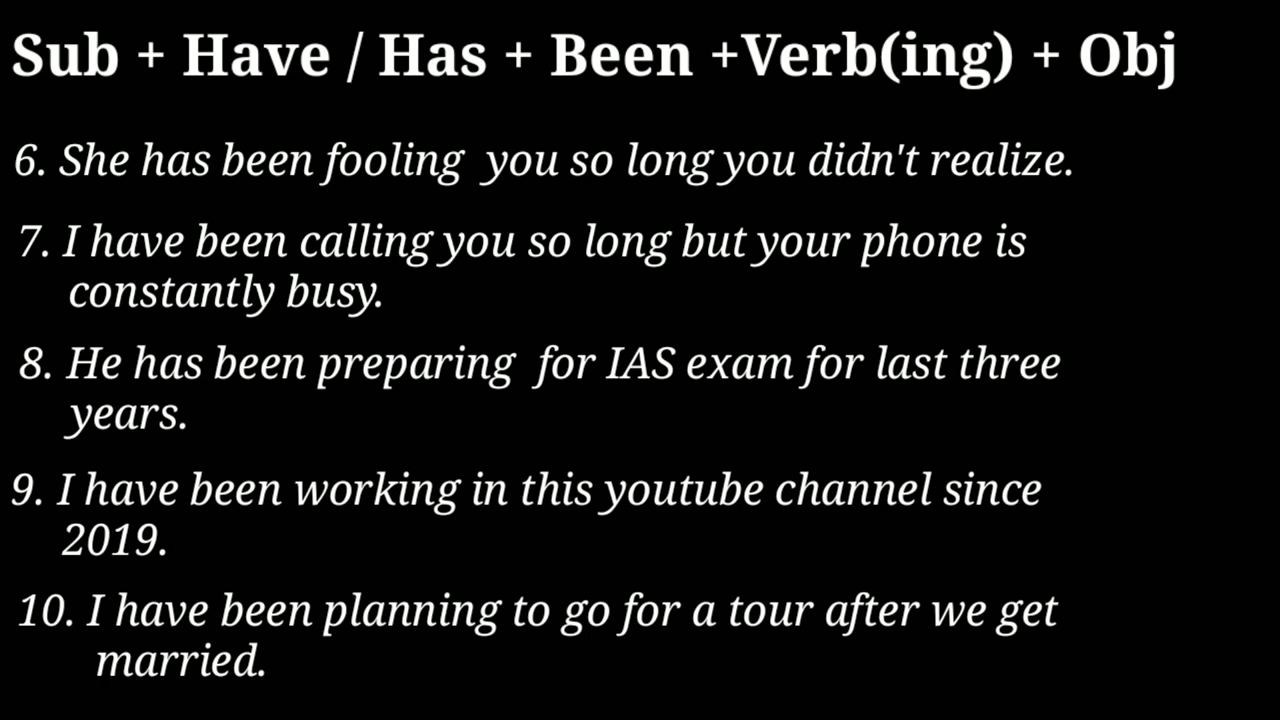 Sub + Have / Has + Been +Verb(ing) + Obj
6. She has been fooling you so long you didn't realize.
7. I have been calling you so long but your phone is
constantly busy.
8. He has been preparing for IAS exam for last three
years.
9. I have been working in this youtube channel since
2019.
10. I have been planning to go for a tour after we get
married.